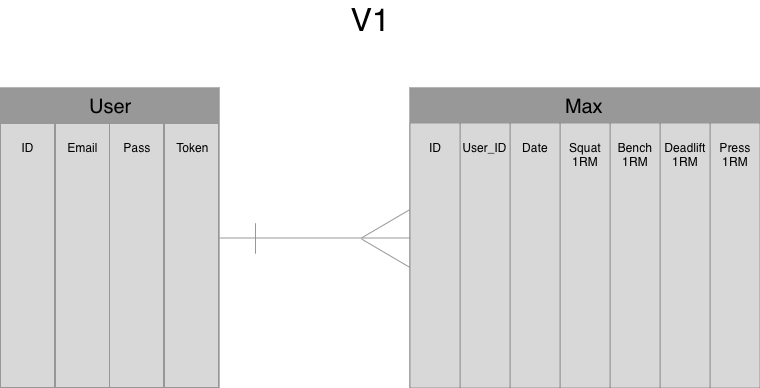 V1
User
Max
ID
Email
Pass
Token
ID
User_ID
Date
Squat
1RM
Bench
1RM
Deadlift
1RM
Press
1RM